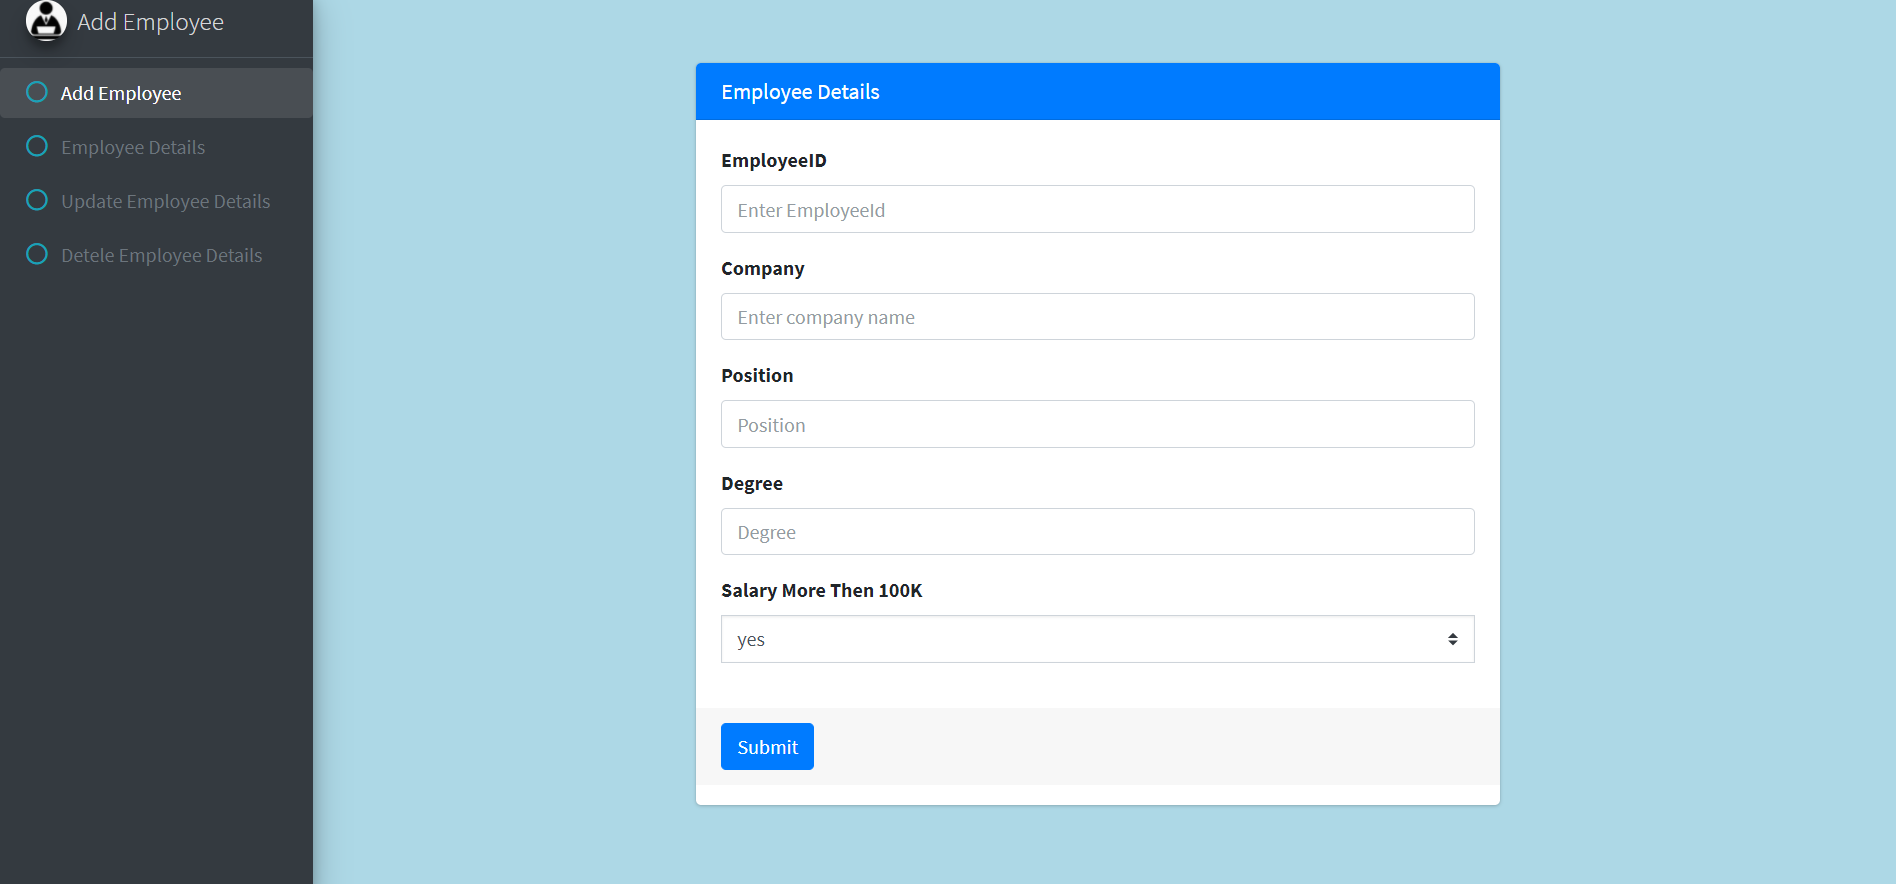 Add Employee
Add Employee
Employee Details
Update Employee Details
Detele Employee Details
Employee Details
EmployeeID
Enter EmployeeId
Company
Enter company name
Position
Position
Degree
Degree
Salary More Then 100K
yes
Submit